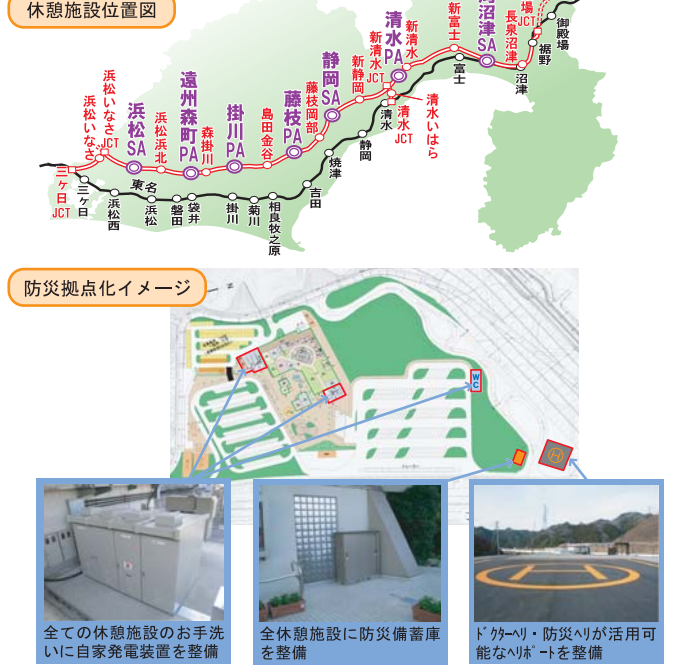 休憩施設位置図
浜松いなさ
浜松いなさJCT
浜松SA
浜松浜北
遠州森町PA
森掛川
掛川PA
島田金谷
藤枝PA
藤枝岡部
静岡SA
新静岡
新清水JCT
清水PA
新清水
新富士
沼津SA
長泉沼津
場JCT
御殿場
裾野
沼津
富士
清水いはら
清水JCT
清水
静岡
焼津
吉田
相良牧之原
菊川
掛川
袋井
磐田
浜松
浜松西
東名
三ヶ日
三ヶ日JCT
防災拠点化イメージ
WC
H
全ての休憩施設のお手洗
いに自家発電装置を整備
全休憩施設に防災備蓄庫
を整備
ﾄﾞｸﾀｰﾍﾘ・防災ﾍﾘが活用可
能なﾍﾘﾎﾟｰﾄを整備